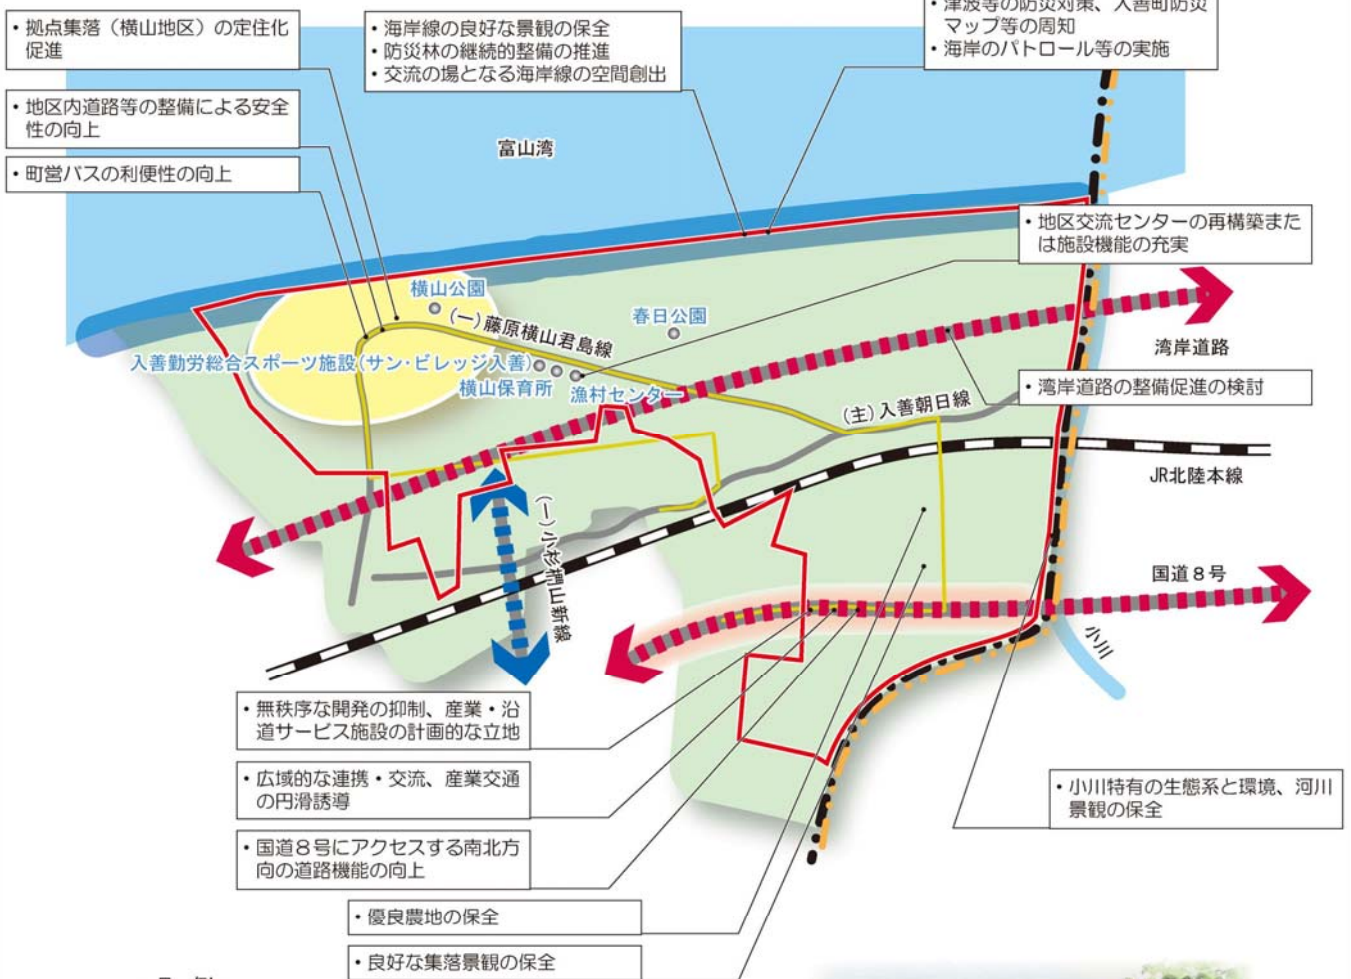 ・拠点集落（横山地区）の定住化
促進
・海岸線の良好な景観の保全
・防災林の継続的整備の推進
・交流の場となる海岸線の空間創出
・津波等の防災対策、入善町防災
マップ等の周知
・海岸のパトロール等の実施
・地区内道路等の整備による安全
性の向上
・町営バスの利便性の向上
富山湾
・地区交流センターの再構築また
は施設機能の充実
横山公園
(一)藤原横山君島線
春日公園
湾岸道路
入善勤労総合スポーツ施設(サン・ビレッジ入善)
横山保育所
漁村センター
・湾岸道路の整備促進の検討
(主)入善朝日線
JR北陸本線
(一)小杉椚山新線
国道８号
小川
・無秩序な開発の抑制、産業・沿
道サービス施設の計画的な立地
・広域的な連携・交流、産業交通
の円滑誘導
・小川特有の生態系と環境、河川
景観の保全
・国道８号にアクセスする南北方
向の道路機能の向上
・優良農地の保全
・良好な集落景観の保全